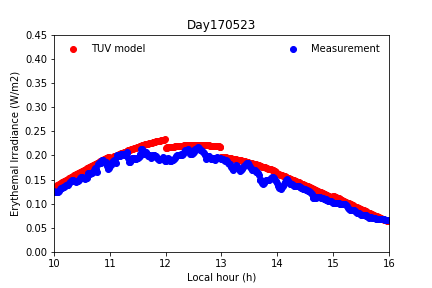 Day170523
TUV model
Measurement
Erythemal Irradiance (W/m2)
0.45
0.40
0.35
0.30
0.25
0.20
0.15
0.10
0.05
0.00
10 11 12 13 14 15 16
Local hour (h)